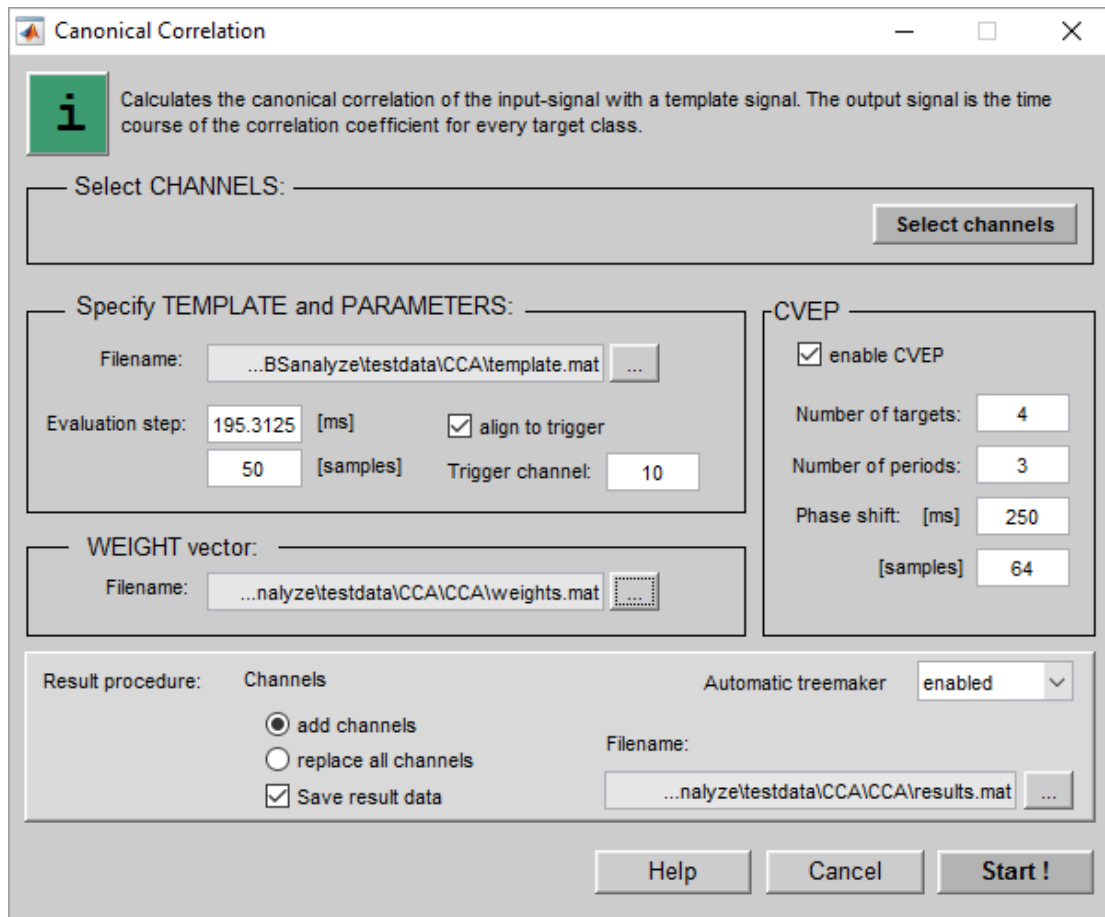 Canonical Correlation
i
Calculates the canonical correlation of the input-signal with a template signal. The output signal is the time
course of the correlation coefficient for every target class.
Select CHANNELS:
Select channels
Specify TEMPLATE and PARAMETERS:
Filename: ...BSanalyze\testdata\CCA\template.mat ...
Evaluation step: 195.3125 [ms] align to trigger
50 [samples] Trigger channel: 10
CVEP
enable CVEP
Number of targets: 4
Number of periods: 3
Phase shift: [ms] 250
[samples] 64
WEIGHT vector:
Filename: ...nalyze\testdata\CCA\CCA\weights.mat ...
Result procedure: Channels Automatic treemaker enabled
add channels
replace all channels
Save result data
Filename:
...nalyze\testdata\CCA\CCA\results.mat ...
Help Cancel Start !